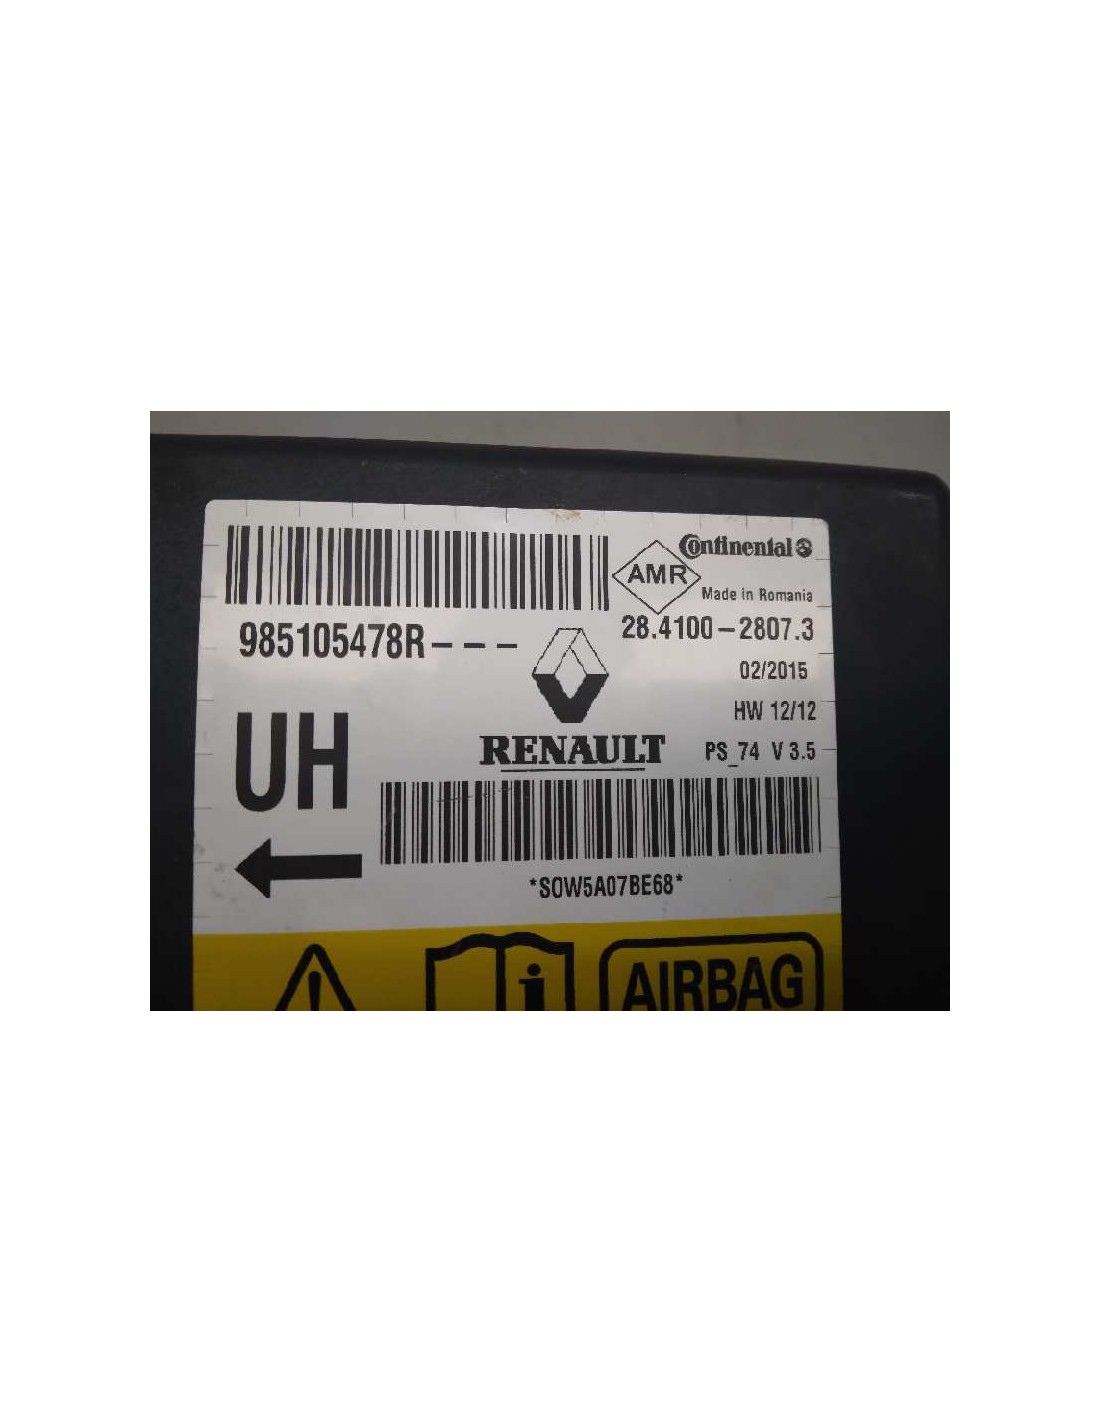 Continental
AMR
Made in Romania
985105478R---
28.4100-2807.3
02/2015
HW 12/12
UH
RENAULT
PS_74 V 3.5
*S0W5A07BE68*
i
AIRBAG